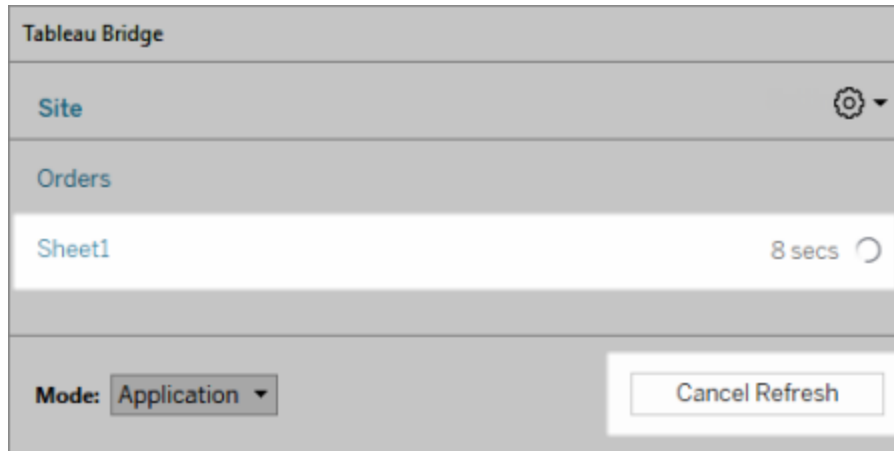 Tableau Bridge
Site
Orders
Sheet1 8 secs
Mode: Application Cancel Refresh